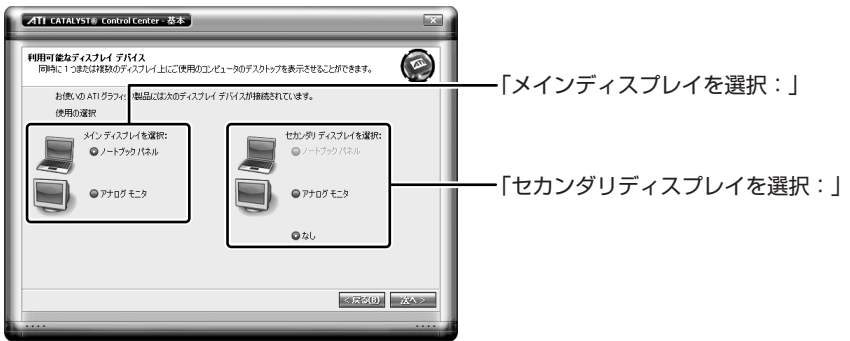 ATI CATALYST® Control Center - 基本
利用可能なディスプレイ デバイス
同時に 1 つまたは複数のディスプレイ上にご使用のコンピュータのデスクトップを表示させることができます。
ATI
お使いの ATI グラフィックス製品には次のディスプレイ デバイスが接続されています。
使用の選択
メイン ディスプレイを選択:
ノートブック パネル
アナログ モニタ
セカンダリ ディスプレイを選択:
ノートブック パネル
アナログ モニタ
なし
< 戻る(B)
次へ >
「メインディスプレイを選択：」
「セカンダリディスプレイを選択：」